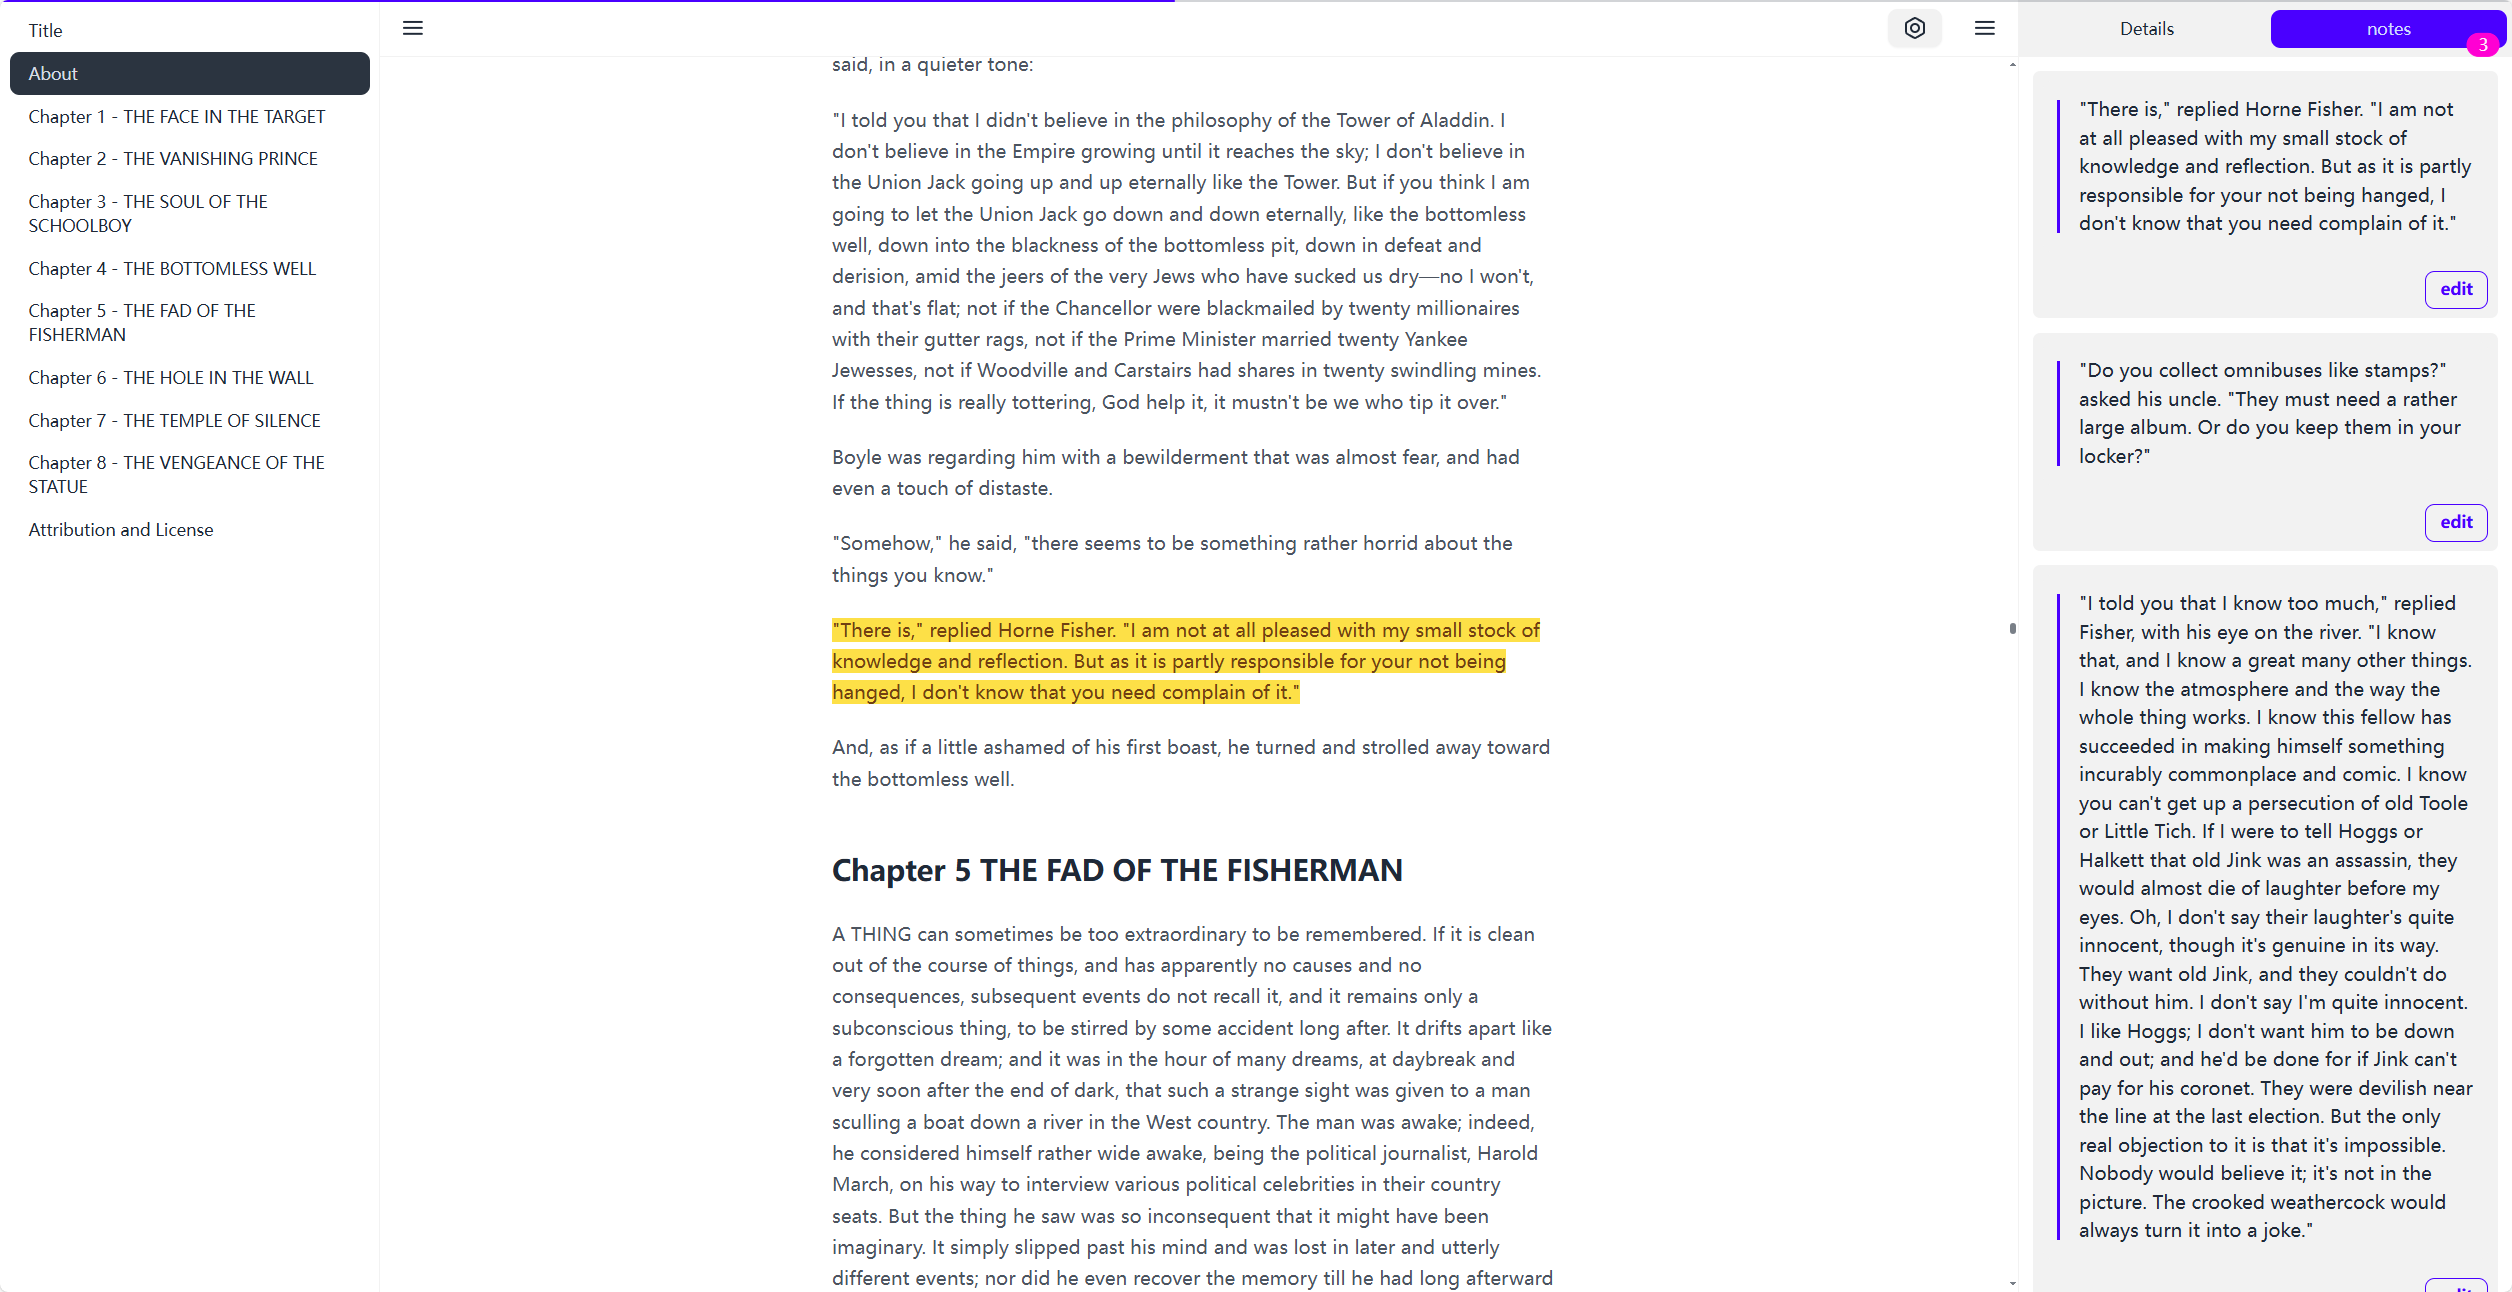 Title
About
Chapter 1 - THE FACE IN THE TARGET
Chapter 2 - THE VANISHING PRINCE
Chapter 3 - THE SOUL OF THE
SCHOOLBOY
Chapter 4 - THE BOTTOMLESS WELL
Chapter 5 - THE FAD OF THE
FISHERMAN
Chapter 6 - THE HOLE IN THE WALL
Chapter 7 - THE TEMPLE OF SILENCE
Chapter 8 - THE VENGEANCE OF THE
STATUE
Attribution and License
said, in a quieter tone:
"I told you that I didn't believe in the philosophy of the Tower of Aladdin. I
don't believe in the Empire growing until it reaches the sky; I don't believe in
the Union Jack going up and up eternally like the Tower. But if you think I am
going to let the Union Jack go down and down eternally, like the bottomless
well, down into the blackness of the bottomless pit, down in defeat and
derision, amid the jeers of the very Jews who have sucked us dry—no I won't,
and that's flat; not if the Chancellor were blackmailed by twenty millionaires
with their gutter rags, not if the Prime Minister married twenty Yankee
Jewesses, not if Woodville and Carstairs had shares in twenty swindling mines.
If the thing is really tottering, God help it, it mustn't be we who tip it over."
Boyle was regarding him with a bewilderment that was almost fear, and had
even a touch of distaste.
"Somehow," he said, "there seems to be something rather horrid about the
things you know."
"There is," replied Horne Fisher. "I am not at all pleased with my small stock of
knowledge and reflection. But as it is partly responsible for your not being
hanged, I don't know that you need complain of it."
And, as if a little ashamed of his first boast, he turned and strolled away toward
the bottomless well.
Chapter 5 THE FAD OF THE FISHERMAN
A THING can sometimes be too extraordinary to be remembered. If it is clean
out of the course of things, and has apparently no causes and no
consequences, subsequent events do not recall it, and it remains only a
subconscious thing, to be stirred by some accident long after. It drifts apart like
a forgotten dream; and it was in the hour of many dreams, at daybreak and
very soon after the end of dark, that such a strange sight was given to a man
sculling a boat down a river in the West country. The man was awake; indeed,
he considered himself rather wide awake, being the political journalist, Harold
March, on his way to interview various political celebrities in their country
seats. But the thing he saw was so inconsequent that it might have been
imaginary. It simply slipped past his mind and was lost in later and utterly
different events; nor did he even recover the memory till he had long afterward
Details
notes
3
"There is," replied Horne Fisher. "I am not
at all pleased with my small stock of
knowledge and reflection. But as it is partly
responsible for your not being hanged, I
don't know that you need complain of it."
edit
"Do you collect omnibuses like stamps?"
asked his uncle. "They must need a rather
large album. Or do you keep them in your
locker?"
edit
"I told you that I know too much," replied
Fisher, with his eye on the river. "I know
that, and I know a great many other things.
I know the atmosphere and the way the
whole thing works. I know this fellow has
succeeded in making himself something
incurably commonplace and comic. I know
you can't get up a persecution of old Toole
or Little Tich. If I were to tell Hoggs or
Halkett that old Jink was an assassin, they
would almost die of laughter before my
eyes. Oh, I don't say their laughter's quite
innocent, though it's genuine in its way.
They want old Jink, and they couldn't do
without him. I don't say I'm quite innocent.
I like Hoggs; I don't want him to be down
and out; and he'd be done for if Jink can't
pay for his coronet. They were devilish near
the line at the last election. But the only
real objection to it is that it's impossible.
Nobody would believe it; it's not in the
picture. The crooked weathercock would
always turn it into a joke."